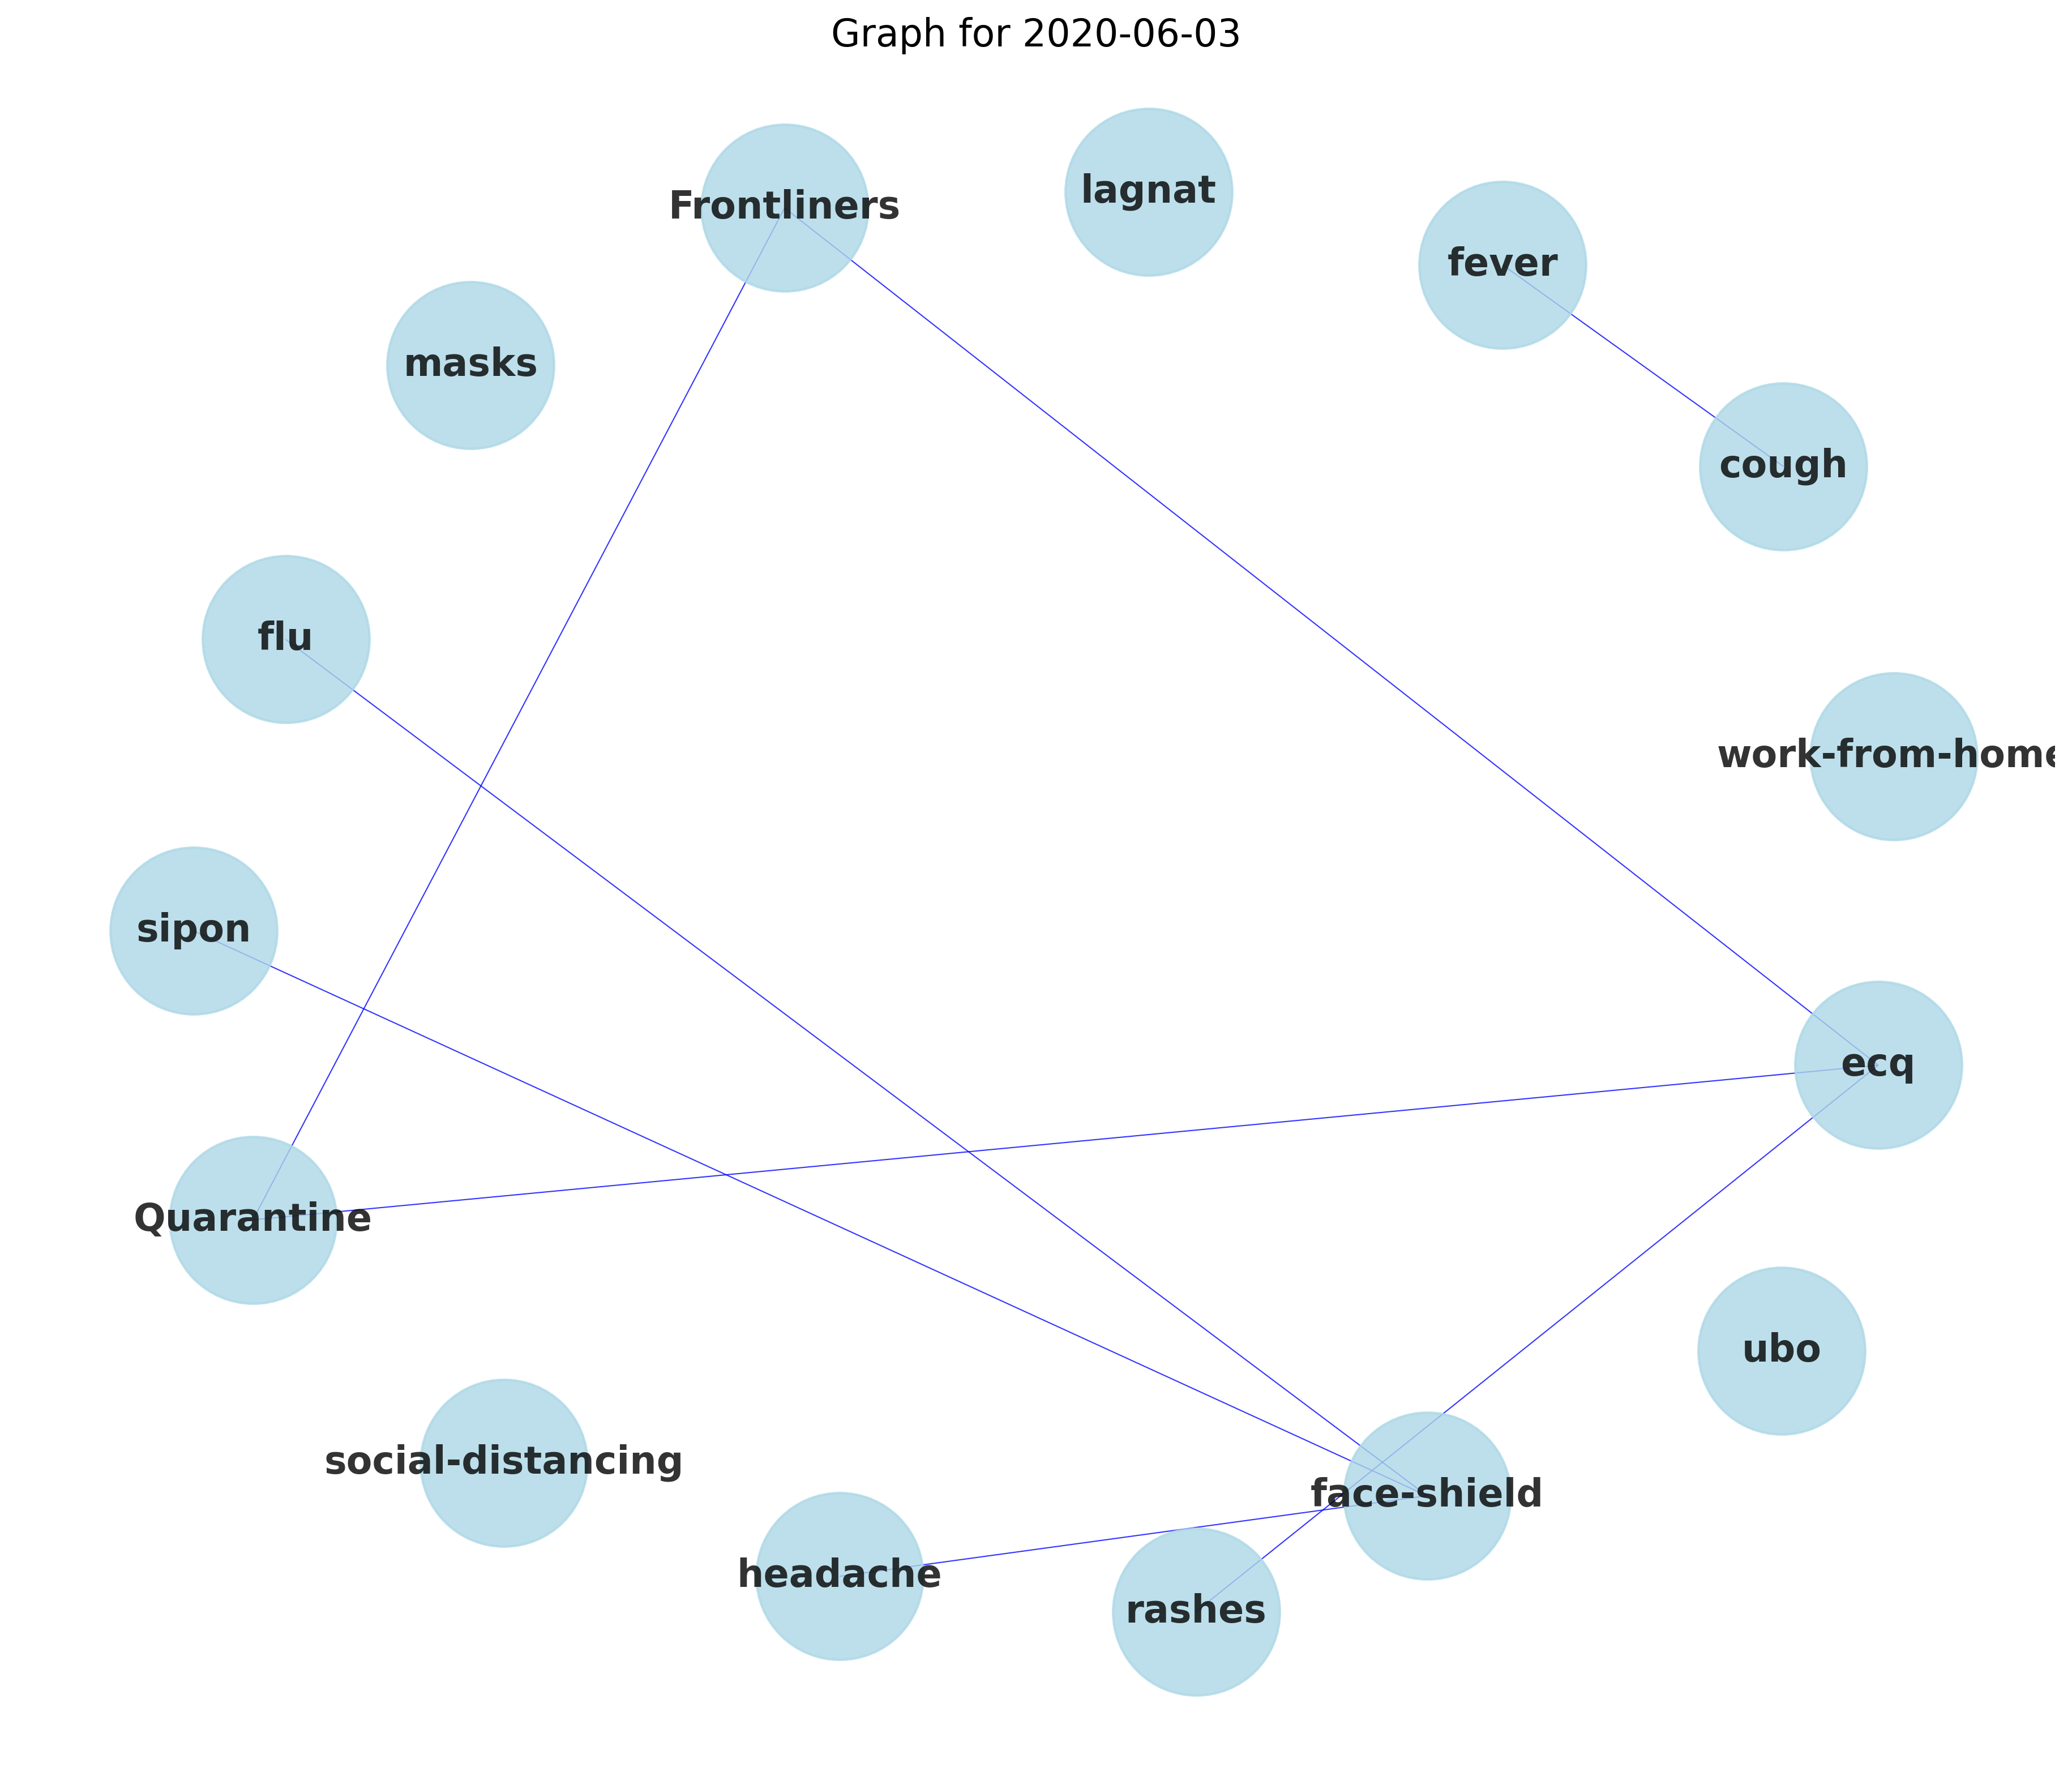 Graph for 2020-06-03
lagnat
Frontliners
fever
masks
cough
flu
work-from-home
sipon
ecq
Quarantine
ubo
social-distancing
face-shield
headache
rashes